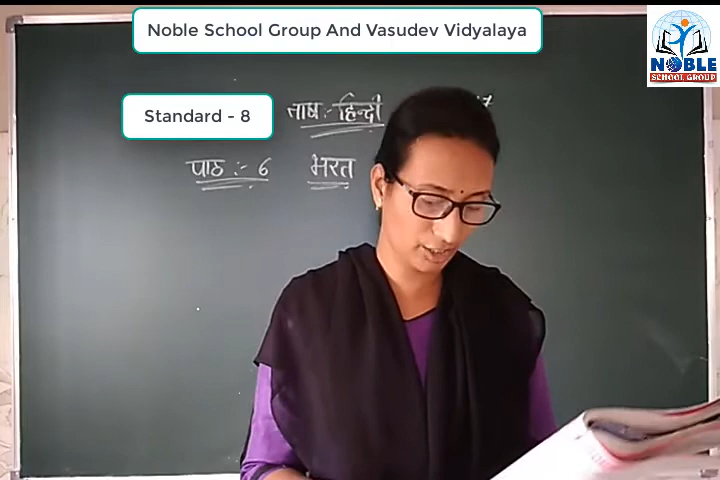 Noble School Group And Vasudev Vidyalaya
NOBLE
SCHOOL GROUP
Standard - 8
हिन्दी
पाठ :- 6 भरत